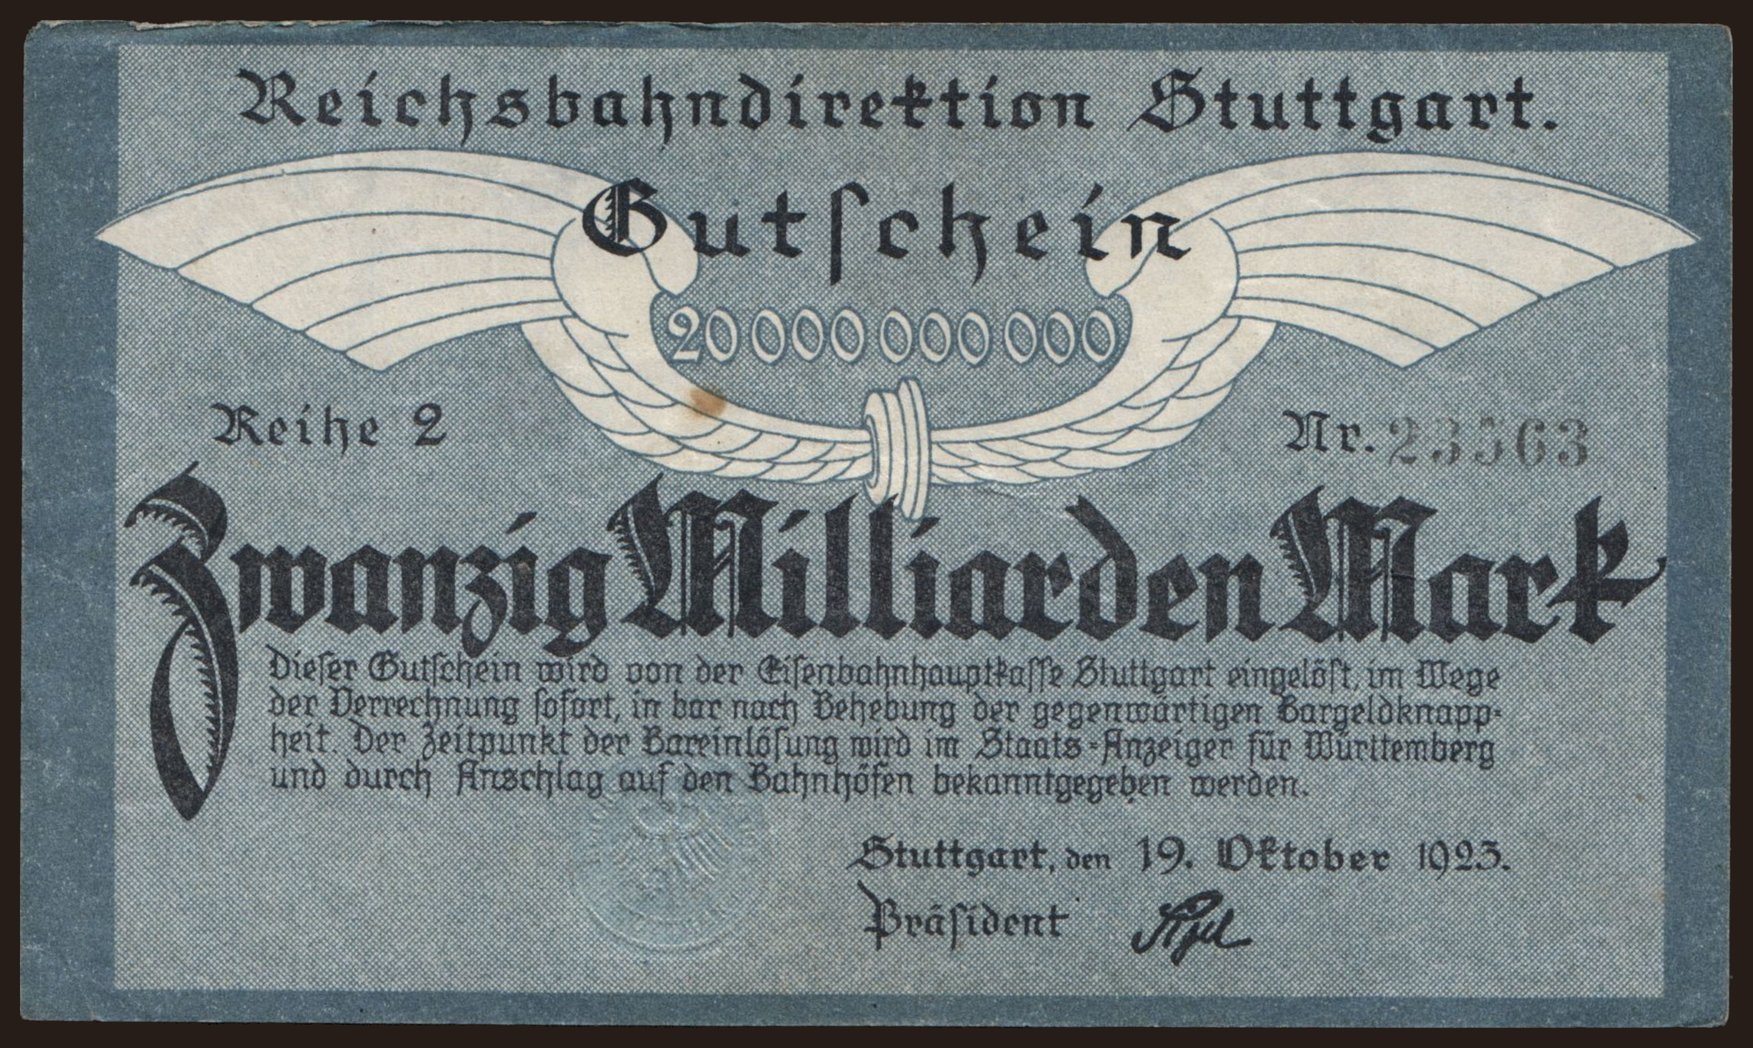 Reichsbahndirektion Stuttgart.
Gutschein
20 000 000 000
Reihe 2
Nr. 23563
Zwanzig Milliarden Mark
Dieser Gutschein wird von der Eisenbahnhauptkasse Stuttgart eingelöst, im Wege
der Verrechnung sofort, in bar nach Behebung der gegenwärtigen Bargeldknapp-
heit. Der Zeitpunkt der Bareinlösung wird im Staats-Anzeiger für Württemberg
und durch Anschlag auf den Bahnhöfen bekanntgegeben werden.
Stuttgart, den 19. Oktober 1923.
Präsident